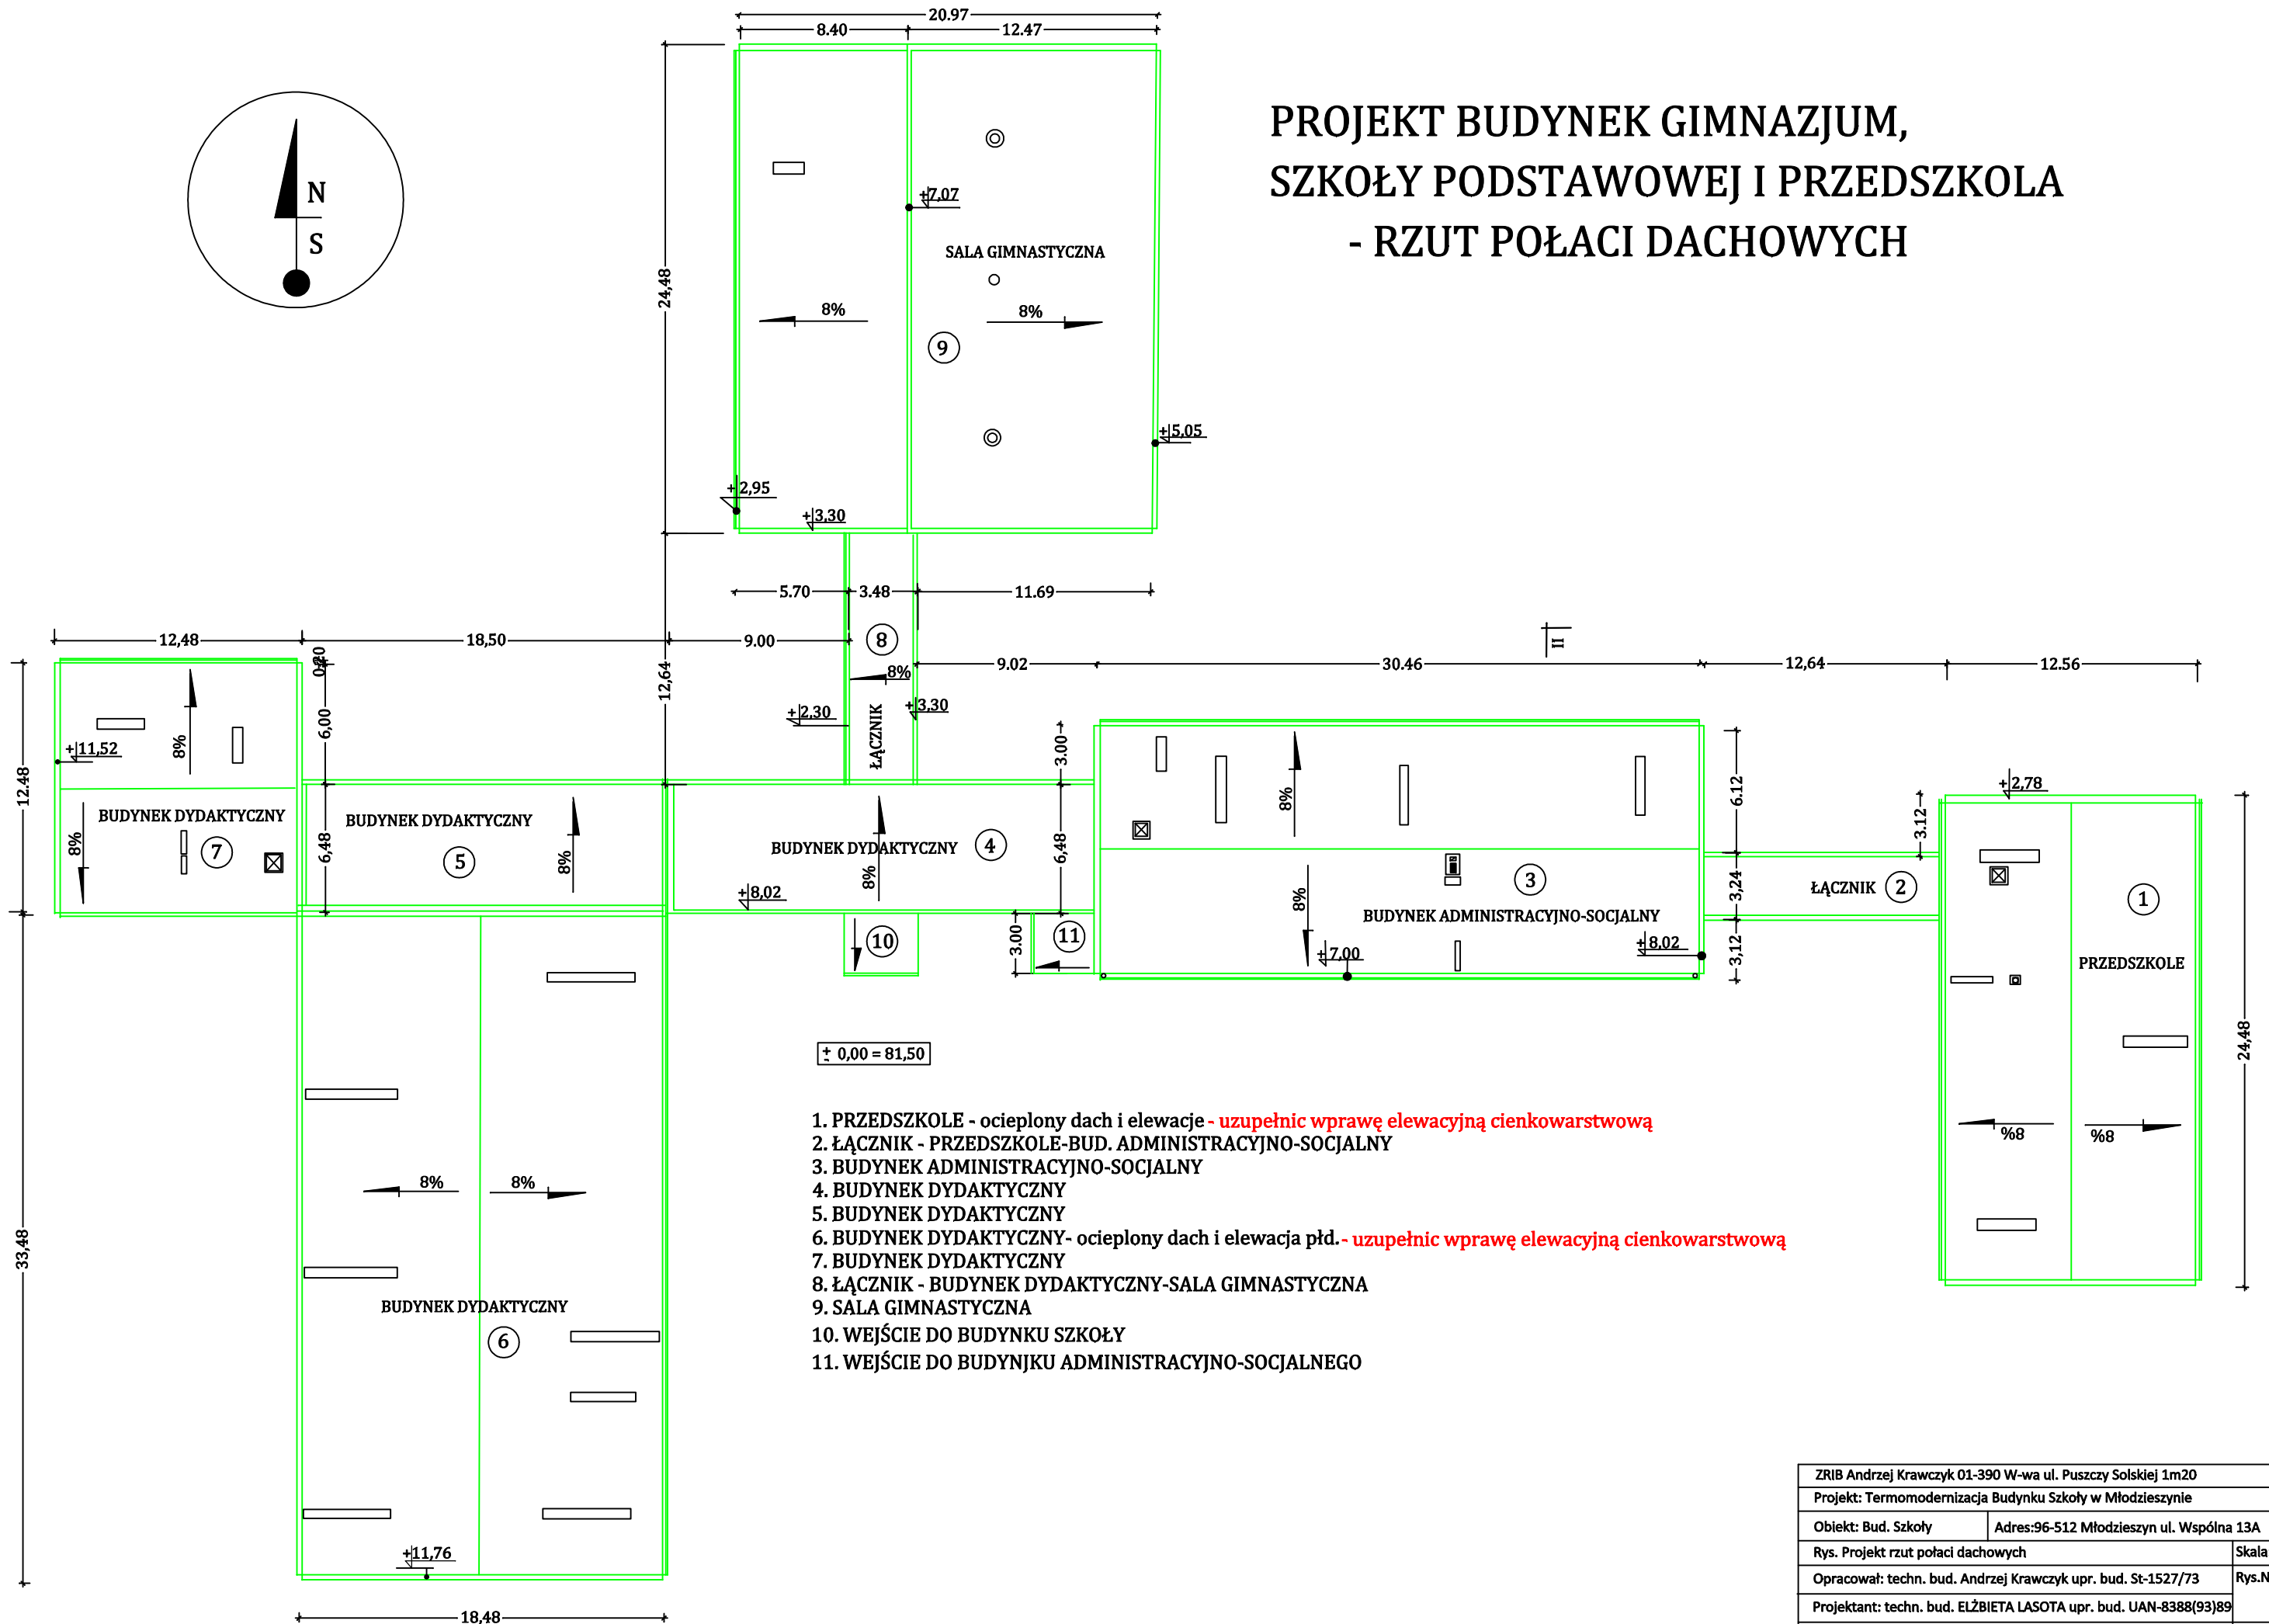 20.97
8.40
12.47
PROJEKT BUDYNEK GIMNAZJUM,
SZKOŁY PODSTAWOWEJ I PRZEDSZKOLA
- RZUT POŁACI DACHOWYCH
N
S
24,48
+7,07
SALA GIMNASTYCZNA
8%
8%
9
+5,05
+2,95
+3,30
5.70
3.48
11.69
12,48
18,50
9.00
8
II
9.02
30.46
12,64
12.56
12,64
6,00
8%
+2,30
+3,30
ŁĄCZNIK
3.00
+11,52
8%
12.48
8%
6.12
+2,78
3.12
BUDYNEK DYDAKTYCZNY
7
8%
BUDYNEK DYDAKTYCZNY
5
6,48
8%
BUDYNEK DYDAKTYCZNY
4
8%
6,48
+8,02
3
8%
BUDYNEK ADMINISTRACYJNO-SOCJALNY
3,24
ŁĄCZNIK
2
1
10
3.00
11
+7,00
+8,02
3,12
PRZEDSZKOLE
24,48
+
- 0,00 = 81,50
%8
%8
1. PRZEDSZKOLE - ocieplony dach i elewacje - uzupełnic wprawę elewacyjną cienkowarstwową
2. ŁĄCZNIK - PRZEDSZKOLE-BUD. ADMINISTRACYJNO-SOCJALNY
3. BUDYNEK ADMINISTRACYJNO-SOCJALNY
4. BUDYNEK DYDAKTYCZNY
5. BUDYNEK DYDAKTYCZNY
6. BUDYNEK DYDAKTYCZNY- ocieplony dach i elewacja płd. - uzupełnic wprawę elewacyjną cienkowarstwową
7. BUDYNEK DYDAKTYCZNY
8. ŁĄCZNIK - BUDYNEK DYDAKTYCZNY-SALA GIMNASTYCZNA
9. SALA GIMNASTYCZNA
10. WEJŚCIE DO BUDYNKU SZKOŁY
11. WEJŚCIE DO BUDYNJKU ADMINISTRACYJNO-SOCJALNEGO
33,48
8%
8%
BUDYNEK DYDAKTYCZNY
6
+11,76
18,48
ZRIB Andrzej Krawczyk 01-390 W-wa ul. Puszczy Solskiej 1m20
Projekt: Termomodernizacja Budynku Szkoły w Młodzieszynie
Obiekt: Bud. Szkoły
Adres:96-512 Młodzieszyn ul. Wspólna 13A
Rys. Projekt rzut połaci dachowych
Skala
Opracował: techn. bud. Andrzej Krawczyk upr. bud. St-1527/73
Rys.N
Projektant: techn. bud. ELŻBIETA LASOTA upr. bud. UAN-8388(93)89